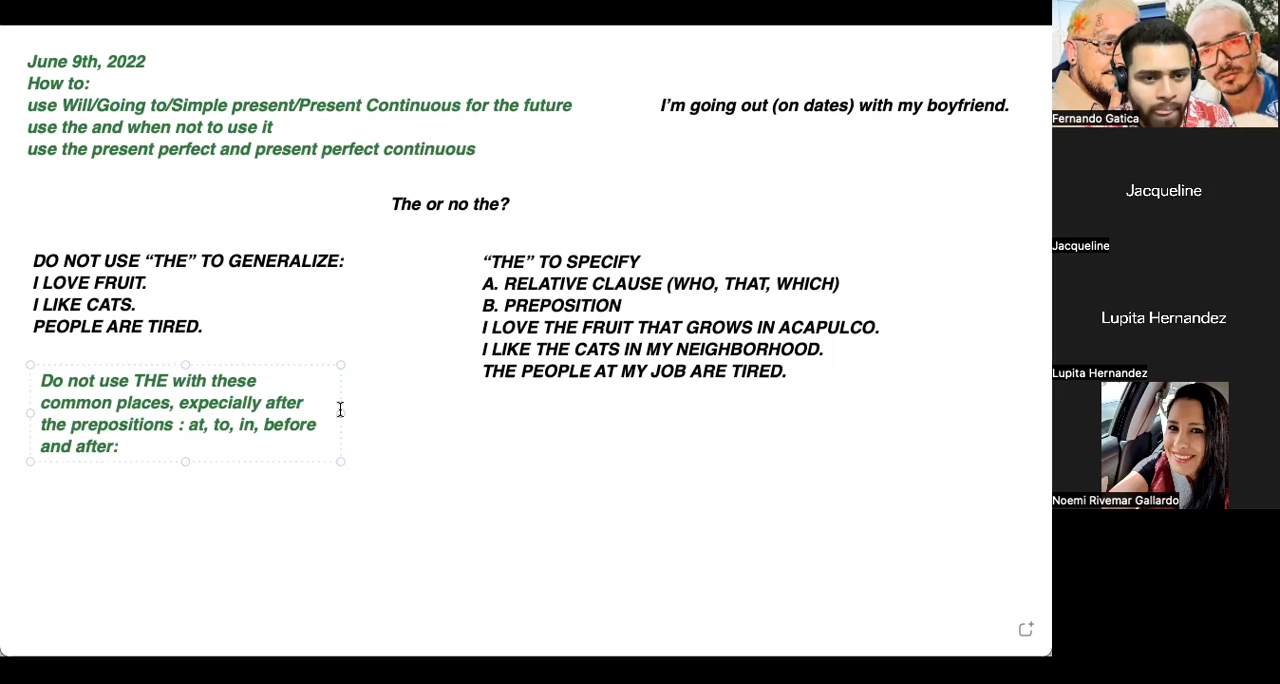 June 9th, 2022
How to:
use Will/Going to/Simple present/Present Continuous for the future
use the and when not to use it
use the present perfect and present perfect continuous
I'm going out (on dates) with my boyfriend.
The or no the?
DO NOT USE “THE” TO GENERALIZE:
I LOVE FRUIT.
I LIKE CATS.
PEOPLE ARE TIRED.
“THE” TO SPECIFY
A. RELATIVE CLAUSE (WHO, THAT, WHICH)
B. PREPOSITION
I LOVE THE FRUIT THAT GROWS IN ACAPULCO.
I LIKE THE CATS IN MY NEIGHBORHOOD.
THE PEOPLE AT MY JOB ARE TIRED.
Do not use THE with these
common places, expecially after
the prepositions : at, to, in, before
and after:
Fernando Gatica
Jacqueline
Jacqueline
Lupita Hernandez
Lupita Hernandez
Noemi Rivemar Gallardo